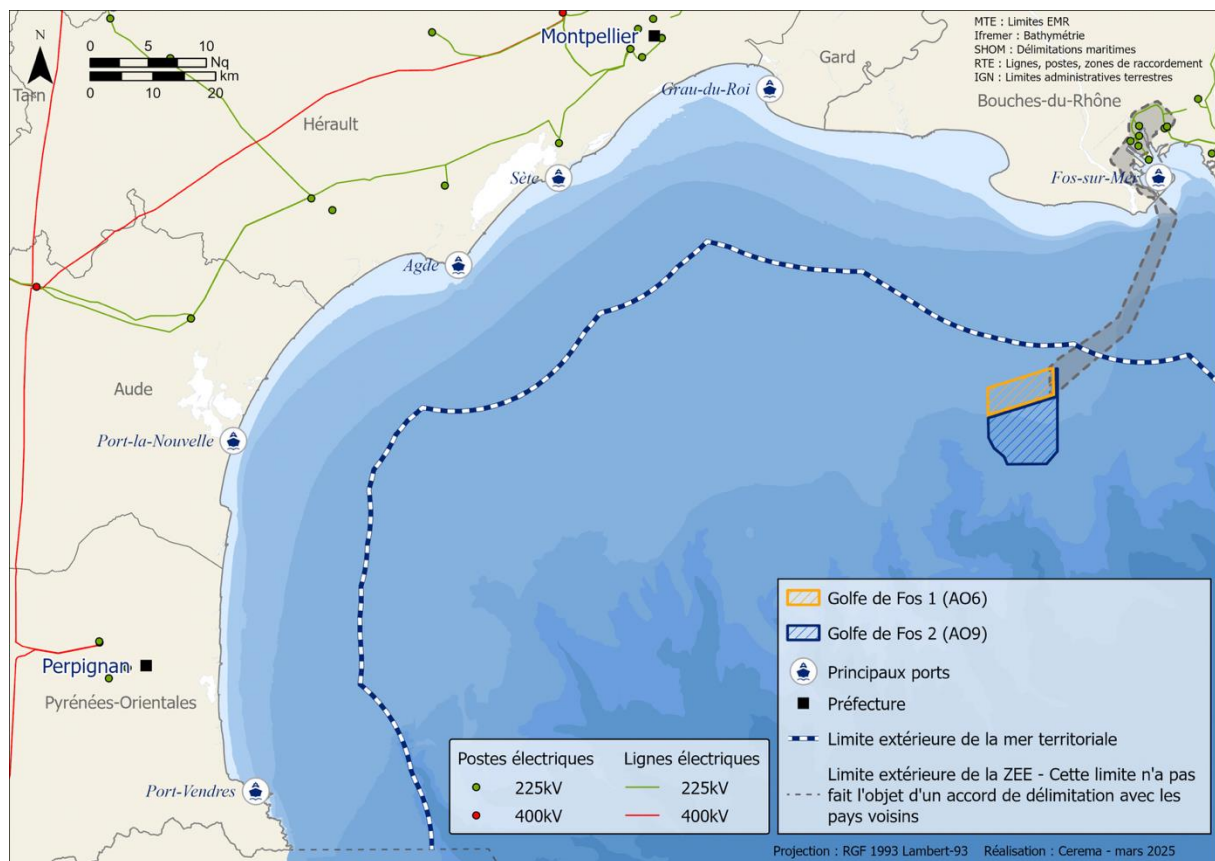 MTE : Limites EMR
Ifremer : Bathymétrie
SHOM : Délimitations maritimes
RTE : Lignes, postes, zones de raccordement
IGN : Limites administratives terrestres
N
0 5 10
Nq
km
0 10 20
Montpellier
Gard
Grau-du-Roi
Bouches-du-Rhône
Tarn
Hérault
Sète
Fos-sur-Mer
Agde
Aude
Port-la-Nouvelle
Perpignan
Pyrénées-Orientales
Port-Vendres
Postes électriques
225kV
400kV
Lignes électriques
225kV
400kV
Golfe de Fos 1 (AO6)
Golfe de Fos 2 (AO9)
Principaux ports
Préfecture
Limite extérieure de la mer territoriale
Limite extérieure de la ZEE - Cette limite n'a pas
fait l'objet d'un accord de délimitation avec les
pays voisins
Projection : RGF 1993 Lambert-93 Réalisation : Cerema - mars 2025